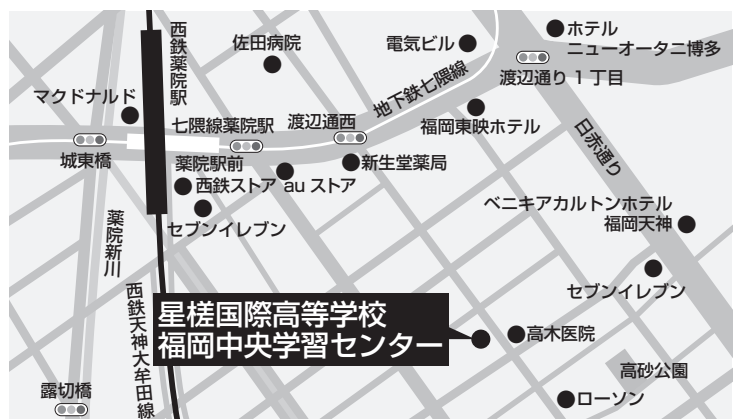 西鉄薬院駅
佐田病院
電気ビル
ホテル
ニューオータニ博多
渡辺通り 1 丁目
地下鉄七隈線
マクドナルド
七隈線薬院駅
渡辺通西
福岡東映ホテル
日赤通り
城東橋
薬院駅前
新生堂薬局
西鉄ストア
au ストア
セブンイレブン
ベニキアカルトンホテル
福岡天神
薬院新川
セブンイレブン
西鉄天神大牟田線
星槎国際高等学校
福岡中央学習センター
高木医院
高砂公園
露切橋
ローソン